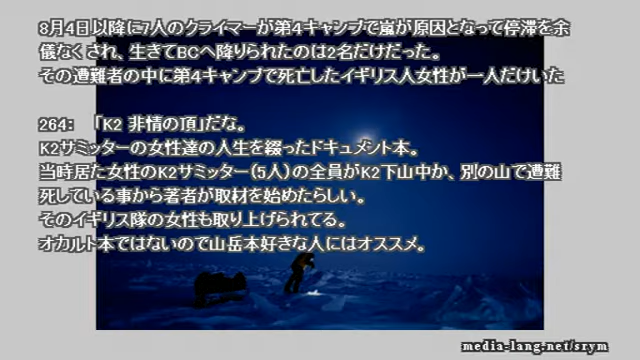 8月4日以降に7人のクライマーが第4キャンプで嵐が原因となって停滞を余
儀なくされ、生きてBCへ降りられたのは2名だけだった。
その遭難者の中に第4キャンプで死亡したイギリス人女性が一人だけいた
264： 「K2 非情の頂」だな。
K2サミッターの女性達の人生を綴ったドキュメント本。
当時居た女性のK2サミッター（5人）の全員がK2下山中か、別の山で遭難
死している事から著者が取材を始めたらしい。
そのイギリス隊の女性も取り上げられてる。
オカルト本ではないので山岳本好きな人にはオススメ。
media-lang-net/srym